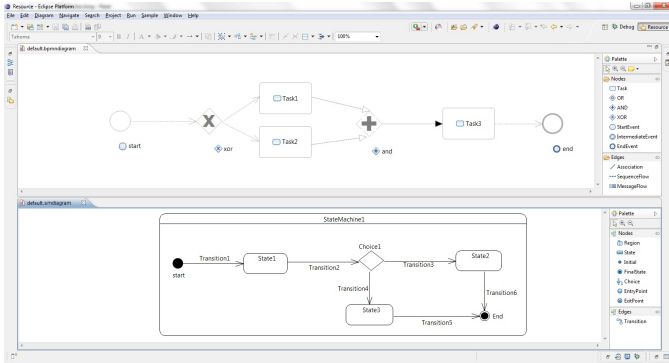 Resource - Eclipse Platform
File Edit Diagram Navigate Search Project Run Sample Window Help
Tahoma 9 B I A 100%
Debug Resource
default.bpmndiagram
Palette
Nodes
Task
OR
AND
XOR
StartEvent
IntermediateEvent
EndEvent
Edges
Association
SequenceFlow
MessageFlow
Task1
X
Task2
Task3
start
xor
and
end
default.smdiagram
Palette
Nodes
Region
State
Initial
FinalState
Choice
EntryPoint
ExitPoint
Edges
Transition
StateMachine1
Choice1
Transition1
State1
Transition2
Transition3
State2
start
Transition4
Transition6
State3
Transition5
End